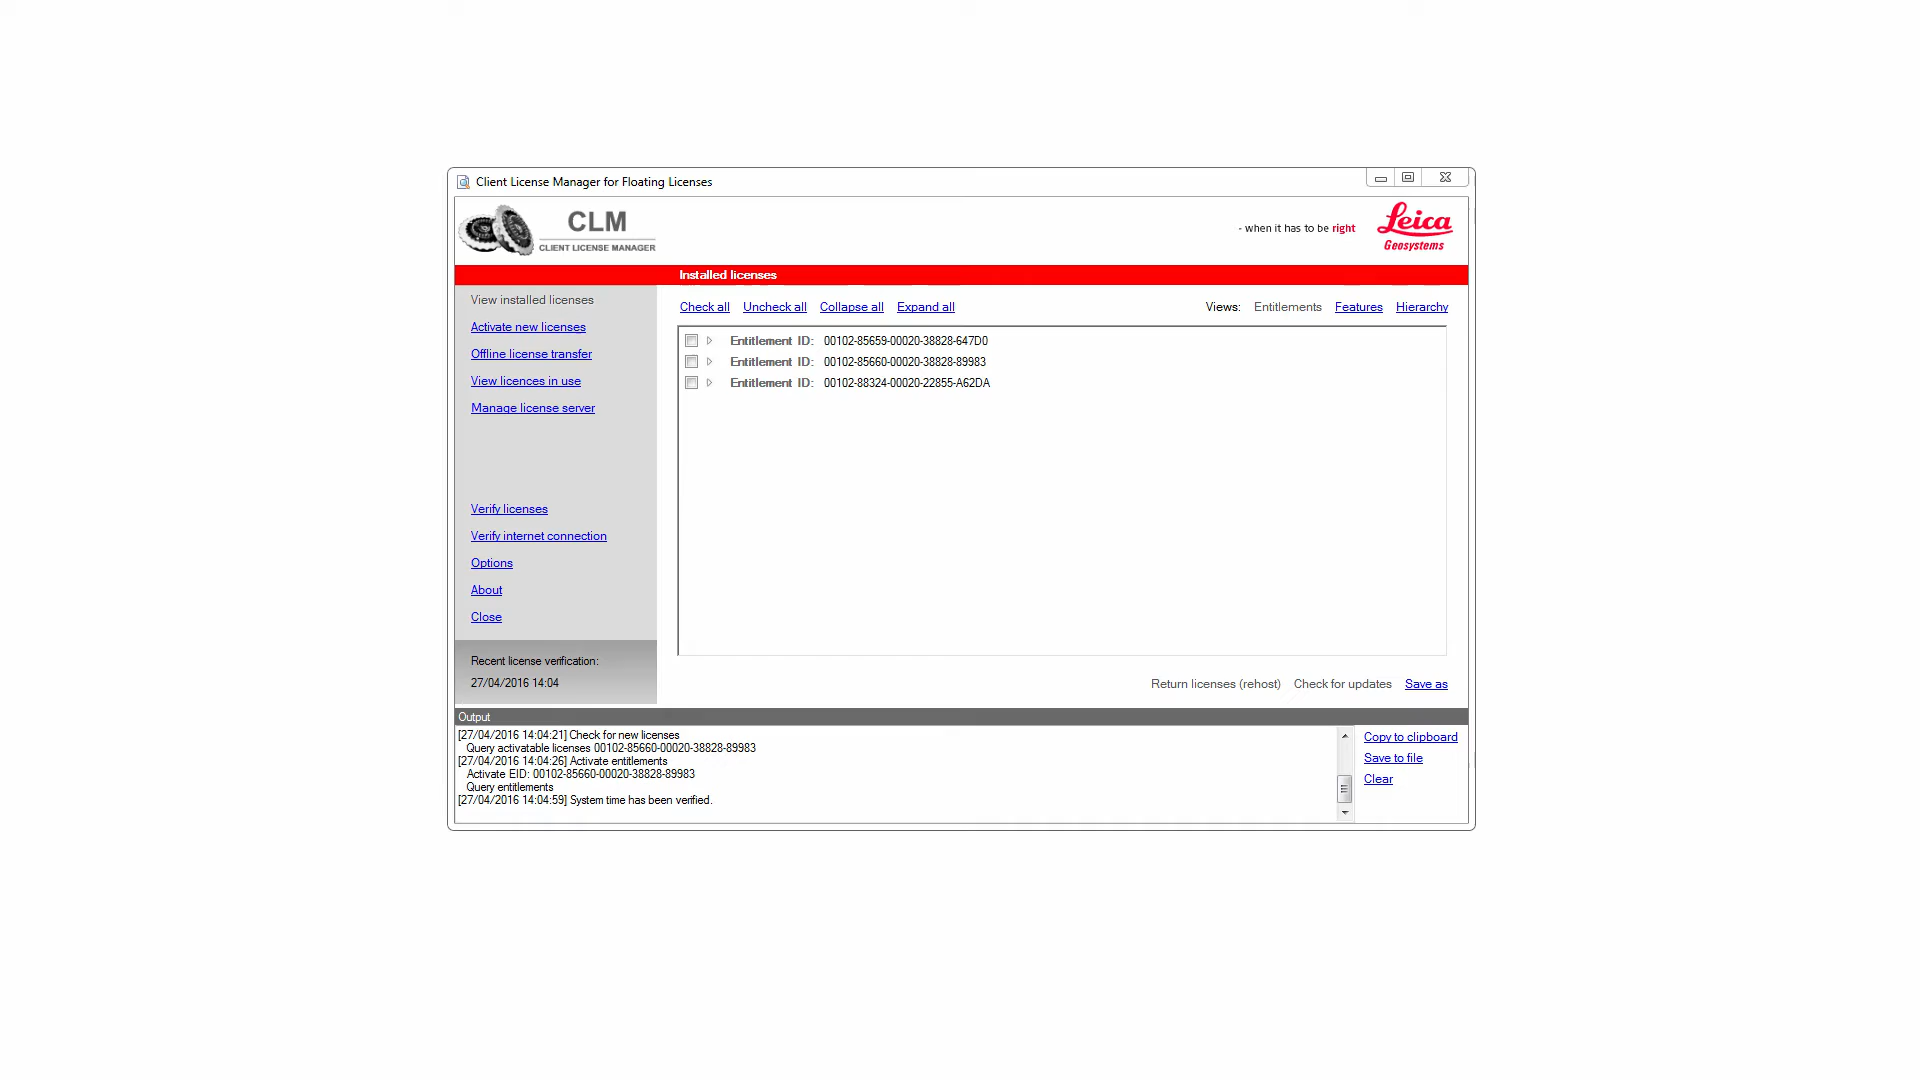 Client License Manager for Floating Licenses
CLM
CLIENT LICENSE MANAGER
- when it has to be right
Leica
Geosystems
Installed licenses
View installed licenses
Activate new licenses
Offline license transfer
View licences in use
Manage license server
Verify licenses
Verify internet connection
Options
About
Close
Recent license verification:
27/04/2016 14:04
Check all Uncheck all Collapse all Expand all Views: Entitlements Features Hierarchy
Entitlement ID: 00102-85659-00020-38828-647D0
Entitlement ID: 00102-85660-00020-38828-89983
Entitlement ID: 00102-88324-00020-22855-A62DA
Return licenses (rehost) Check for updates Save as
Output
[27/04/2016 14:04:21] Check for new licenses
Query activatable licenses 00102-85660-00020-38828-89983
[27/04/2016 14:04:26] Activate entitlements
Activate EID: 00102-85660-00020-38828-89983
Query entitlements
[27/04/2016 14:04:59] System time has been verified.
Copy to clipboard
Save to file
Clear